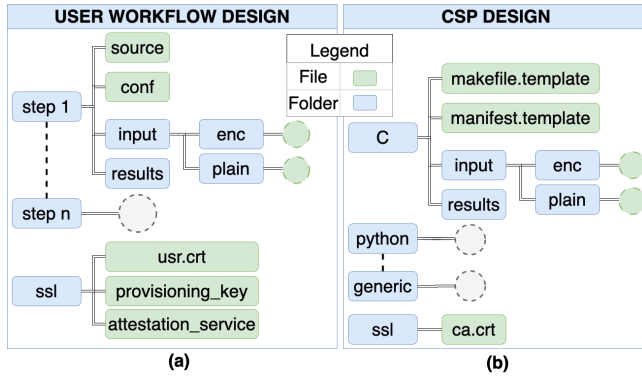 USER WORKFLOW DESIGN
source
conf
step 1
input
enc
plain
results
step n
usr.crt
ssl
provisioning_key
attestation_service
(a)
Legend
File
Folder
CSP DESIGN
makefile.template
manifest.template
C
input
enc
plain
results
python
generic
ssl
ca.crt
(b)